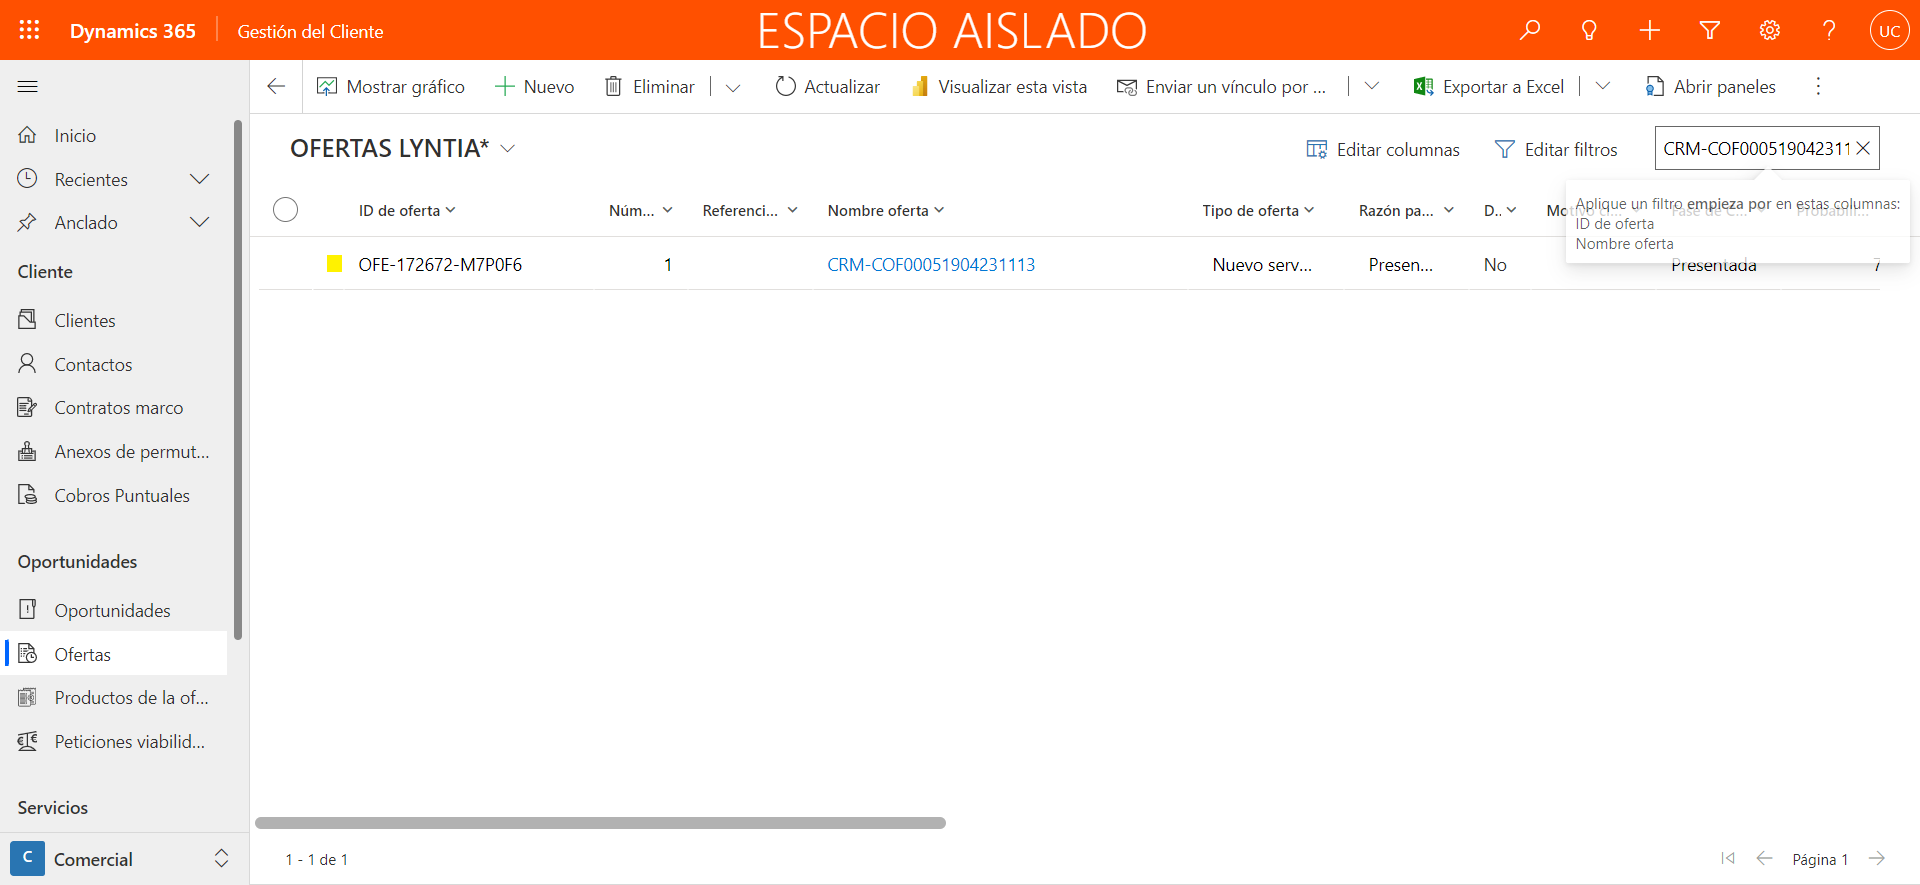 Dynamics 365
Gestión del Cliente
ESPACIO AISLADO
UC
Mostrar gráfico
Nuevo
Eliminar
Actualizar
Visualizar esta vista
Enviar un vínculo por ...
Exportar a Excel
Abrir paneles
Inicio
Recientes
Anclado
Cliente
Clientes
Contactos
Contratos marco
Anexos de permut...
Cobros Puntuales
Oportunidades
Oportunidades
Ofertas
Productos de la of...
Peticiones viabilid...
Servicios
C
Comercial
OFERTAS LYNTIA*
Editar columnas
Editar filtros
CRM-COF000519042311
Aplique un filtro empieza por en estas columnas:
ID de oferta
Nombre oferta
ID de oferta
Núm...
Referenci...
Nombre oferta
Tipo de oferta
Razón pa...
D..
OFE-172672-M7P0F6
1
CRM-COF00051904231113
Nuevo serv...
Presen...
No
Presentada
7
1 - 1 de 1
Página 1